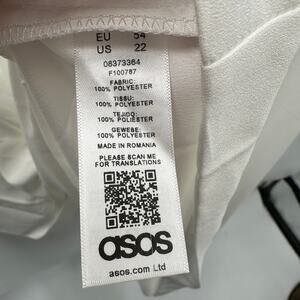 EU 54
US 22
08373364
F100787
FABRIC:
100% POLYESTER
TISSU:
100% POLYESTER
TEJIDO:
100% POLIESTER
GEWEBE:
100% POLYESTER
MADE IN ROMANIA
PLEASE SCAN ME
FOR TRANSLATIONS
asos
asos.com Ltd